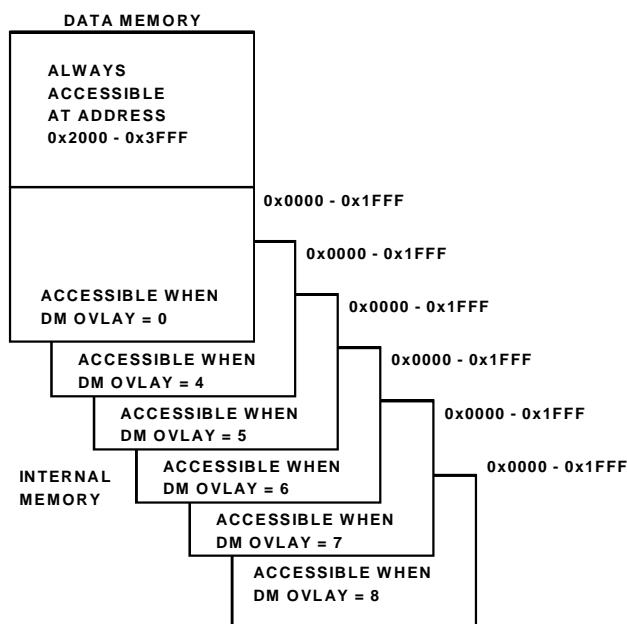 DATA MEMORY
ALWAYS
ACCESSIBLE
AT ADDRESS
0x2000 - 0x3FFF
0x0000 - 0x1FFF
0x0000 - 0x1FFF
ACCESSIBLE WHEN
DM OVLAY = 0
0x0000 - 0x1FFF
ACCESSIBLE WHEN
DM OVLAY = 4
0x0000 - 0x1FFF
ACCESSIBLE WHEN
DM OVLAY = 5
0x0000 - 0x1FFF
INTERNAL
MEMORY
ACCESSIBLE WHEN
DM OVLAY = 6
0x0000 - 0x1FFF
ACCESSIBLE WHEN
DM OVLAY = 7
ACCESSIBLE WHEN
DM OVLAY = 8